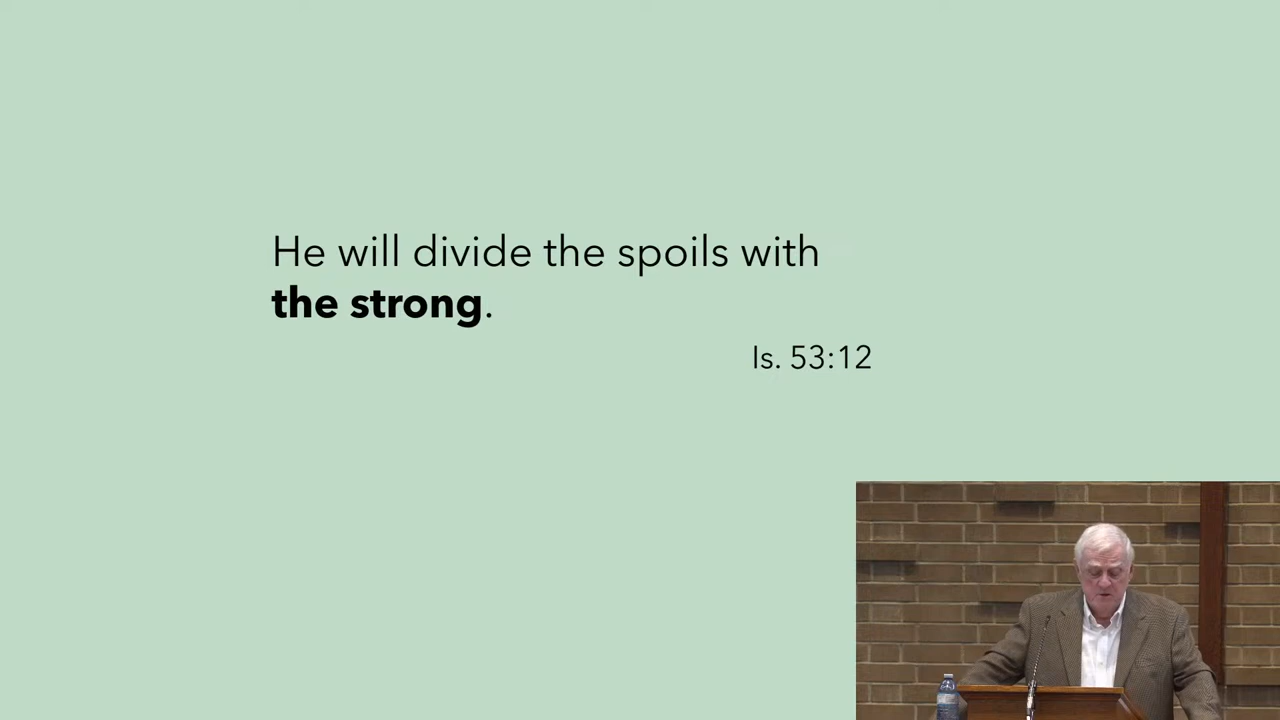 He will divide the spoils with
the strong.
Is. 53:12